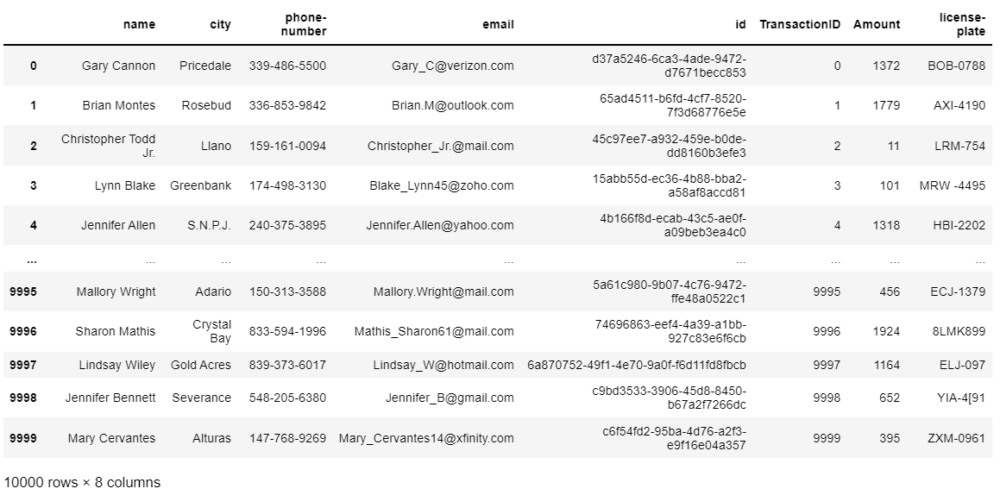 name city phone-number email id TransactionID Amount license-plate
0 Gary Cannon Pricedale 339-486-5500 Gary_C@verizon.com d37a5246-6ca3-4ade-9472-d7671becc853 0 1372 BOB-0788
1 Brian Montes Rosebud 336-853-9842 Brian.M@outlook.com 65ad4511-b6fd-4cf7-8520-7f3d68776e5e 1 1779 AXI-4190
2 Christopher Todd Jr. Llano 159-161-0094 Christopher_Jr.@mail.com 45c97ee7-a932-459e-b0de-dd8160b3efe3 2 11 LRM-754
3 Lynn Blake Greenbank 174-498-3130 Blake_Lynn45@zoho.com 15abb55d-ec36-4b88-bba2-a58af8accd81 3 101 MRW -4495
4 Jennifer Allen S.N.P.J. 240-375-3895 Jennifer.Allen@yahoo.com 4b166f8d-ecab-43c5-ae0f-a09beb3ea4c0 4 1318 HBI-2202
... ... ... ... ... ... ... ... ...
9995 Mallory Wright Adario 150-313-3588 Mallory.Wright@mail.com 5a61c980-9b07-4c76-9472-ffe48a0522c1 9995 456 ECJ-1379
9996 Sharon Mathis Crystal Bay 833-594-1996 Mathis_Sharon61@mail.com 74696863-eef4-4a39-a1bb-927c83e6f6cb 9996 1924 8LMK899
9997 Lindsay Wiley Gold Acres 839-373-6017 Lindsay_W@hotmail.com 6a870752-49f1-4e70-9a0f-f6d11fd8fbcb 9997 1164 ELJ-097
9998 Jennifer Bennett Severance 548-205-6380 Jennifer_B@gmail.com c9bd3533-3906-45d8-8450-b67a2f7266dc 9998 652 YIA-4[91
9999 Mary Cervantes Alturas 147-768-9269 Mary_Cervantes14@xfinity.com c6f54fd2-95ba-4d76-a2f3-e9f16e04a357 9999 395 ZXM-0961
10000 rows × 8 columns